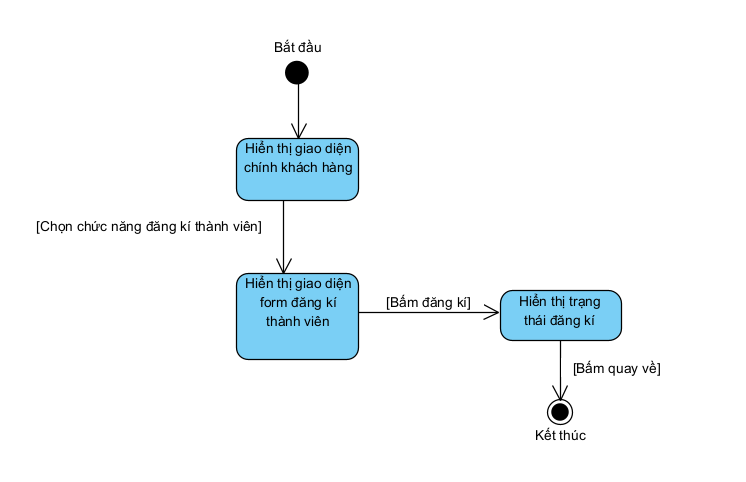 Bắt đầu
Hiển thị giao diện
chính khách hàng
[Chọn chức năng đăng kí thành viên]
Hiển thị giao diện
form đăng kí
thành viên
[Bấm đăng kí]
Hiển thị trạng
thái đăng kí
[Bấm quay về]
Kết thúc